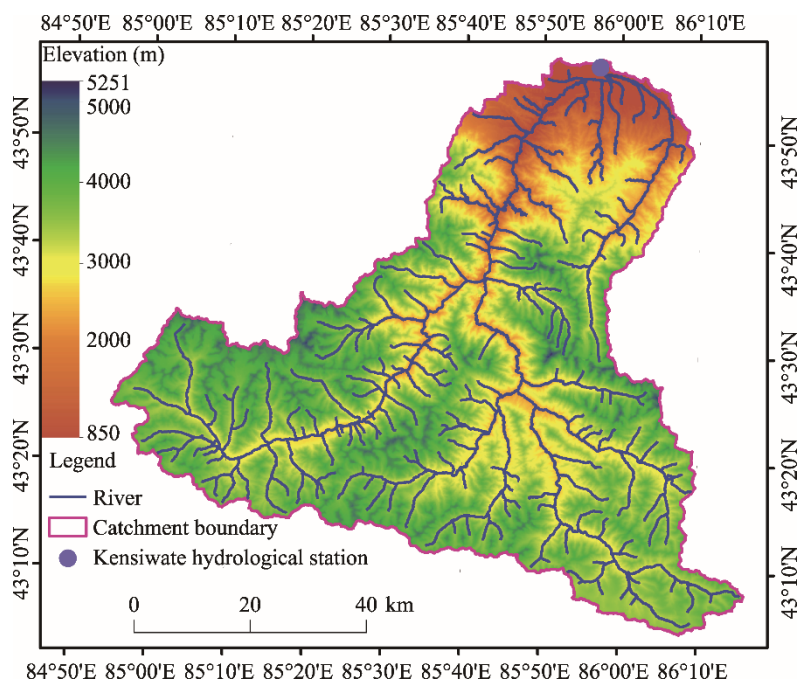 84°50'E 85°00'E 85°10'E 85°20'E 85°30'E 85°40'E 85°50'E 86°00'E 86°10'E
Elevation (m)
5251
5000
4000
3000
2000
850
43°50'N
43°40'N
43°30'N
43°20'N
43°10'N
43°50'N
43°40'N
43°30'N
43°20'N
43°10'N
Legend
River
Catchment boundary
Kensiwate hydrological station
0 20 40 km
84°50'E 85°00'E 85°10'E 85°20'E 85°30'E 85°40'E 85°50'E 86°00'E 86°10'E